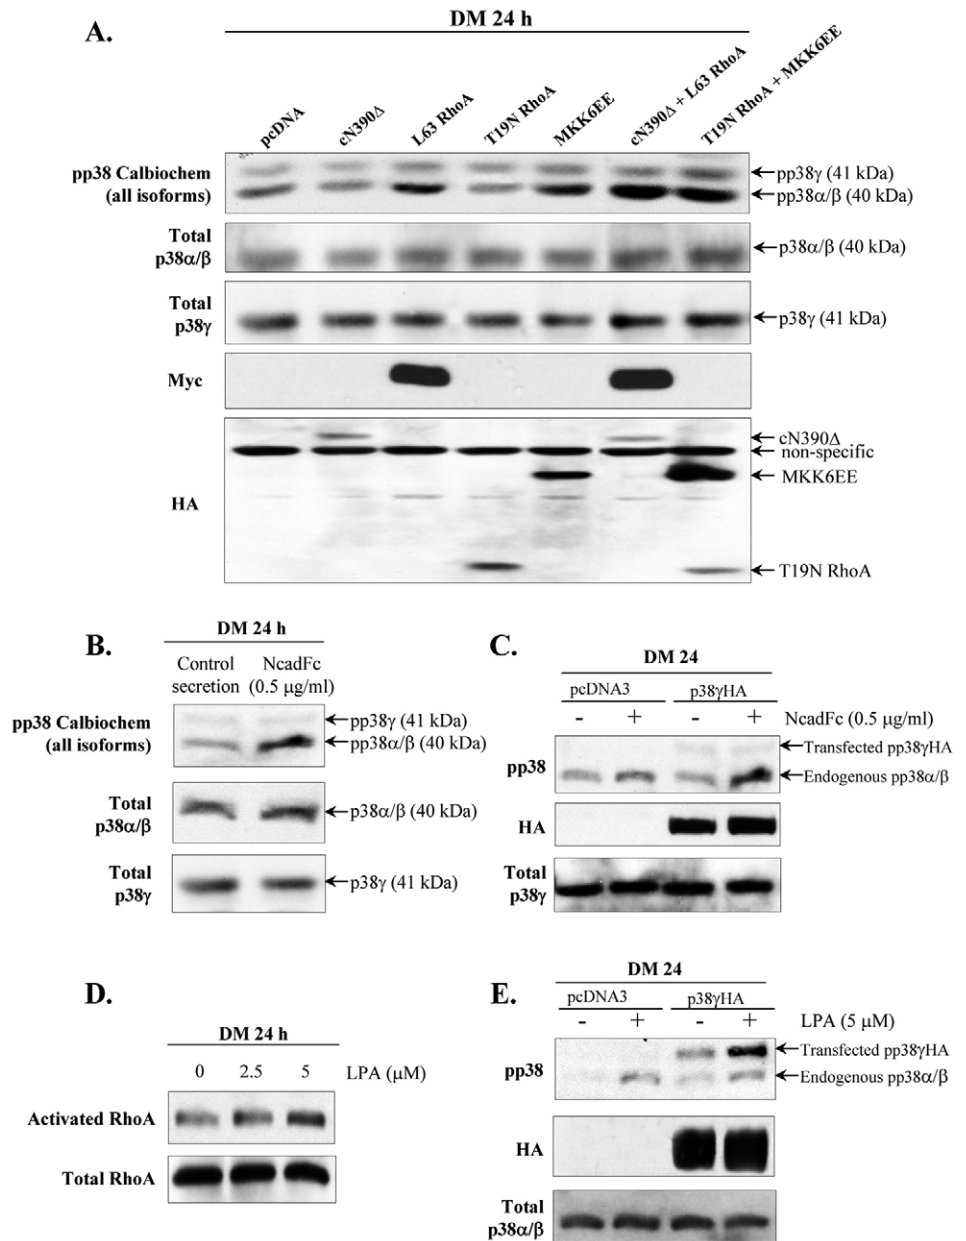 A.
DM 24 h
pcDNA
cN390Δ
L63 RhoA
T19N RhoA
MKK6EE
cN390Δ + L63 RhoA
T19N RhoA + MKK6EE
pp38 Calbiochem
(all isoforms)
pp38γ (41 kDa)
pp38α/β (40 kDa)
Total
p38α/β
p38α/β (40 kDa)
Total
p38γ
p38γ (41 kDa)
Myc
HA
cN390Δ
non-specific
MKK6EE
T19N RhoA
B.
DM 24 h
Control
secretion
NcadFc
(0.5 μg/ml)
pp38 Calbiochem
(all isoforms)
pp38γ (41 kDa)
pp38α/β (40 kDa)
Total
p38α/β
p38α/β (40 kDa)
Total
p38γ
p38γ (41 kDa)
C.
DM 24
pcDNA3 p38γHA
- + - + NcadFc (0.5 μg/ml)
pp38
Transfected pp38γHA
Endogenous pp38α/β
HA
Total
p38γ
D.
DM 24 h
0 2.5 5 LPA (μM)
Activated RhoA
Total RhoA
E.
DM 24
pcDNA3 p38γHA
- + - + LPA (5 μM)
pp38
Transfected pp38γHA
Endogenous pp38α/β
HA
Total
p38α/β